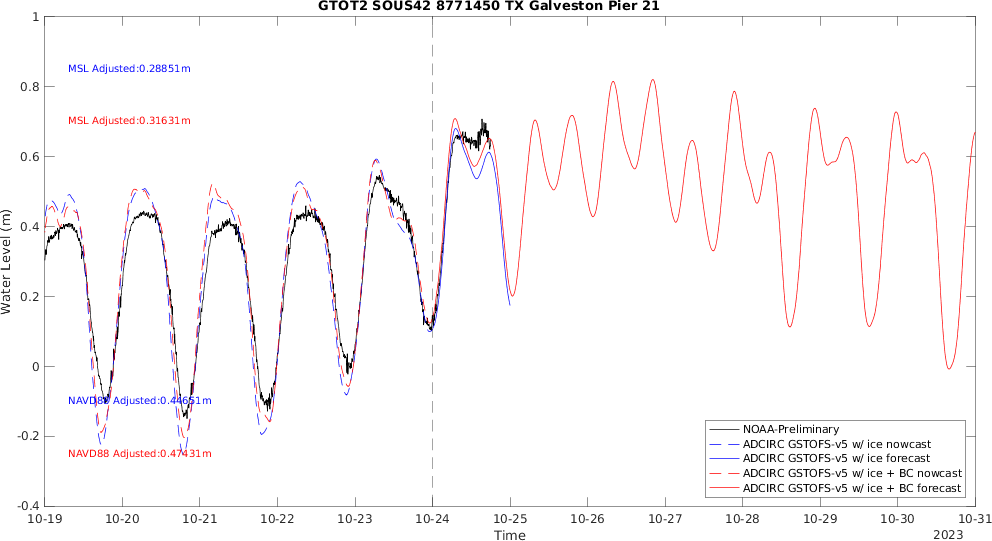 GTOT2 SOUS42 8771450 TX Galveston Pier 21
1
0.8
0.6
0.4
0.2
0
-0.2
-0.4
Water Level (m)
MSL Adjusted:0.28851m
MSL Adjusted:0.31631m
NAVD88 Adjusted:0.44651m
NAVD88 Adjusted:0.47431m
NOAA-Preliminary
ADCIRC GSTOFS-v5 w/ ice nowcast
ADCIRC GSTOFS-v5 w/ ice forecast
ADCIRC GSTOFS-v5 w/ ice + BC nowcast
ADCIRC GSTOFS-v5 w/ ice + BC forecast
10-19 10-20 10-21 10-22 10-23 10-24 10-25 10-26 10-27 10-28 10-29 10-30 10-31
Time
2023